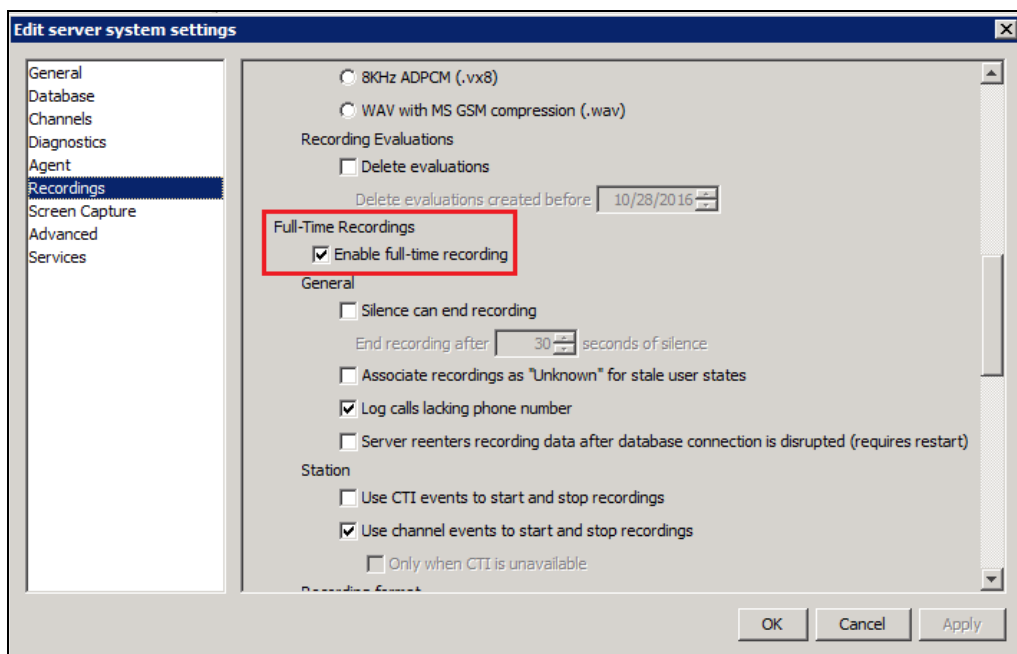 Edit server system settings
General
Database
Channels
Diagnostics
Agent
Recordings
Screen Capture
Advanced
Services
8KHz ADPCM (.vx8)
WAV with MS GSM compression (.wav)
Recording Evaluations
Delete evaluations
Delete evaluations created before 10/28/2016
Full-Time Recordings
Enable full-time recording
General
Silence can end recording
End recording after 30 seconds of silence
Associate recordings as "Unknown" for stale user states
Log calls lacking phone number
Server reenters recording data after database connection is disrupted (requires restart)
Station
Use CTI events to start and stop recordings
Use channel events to start and stop recordings
Only when CTI is unavailable
Recording format
OK Cancel Apply